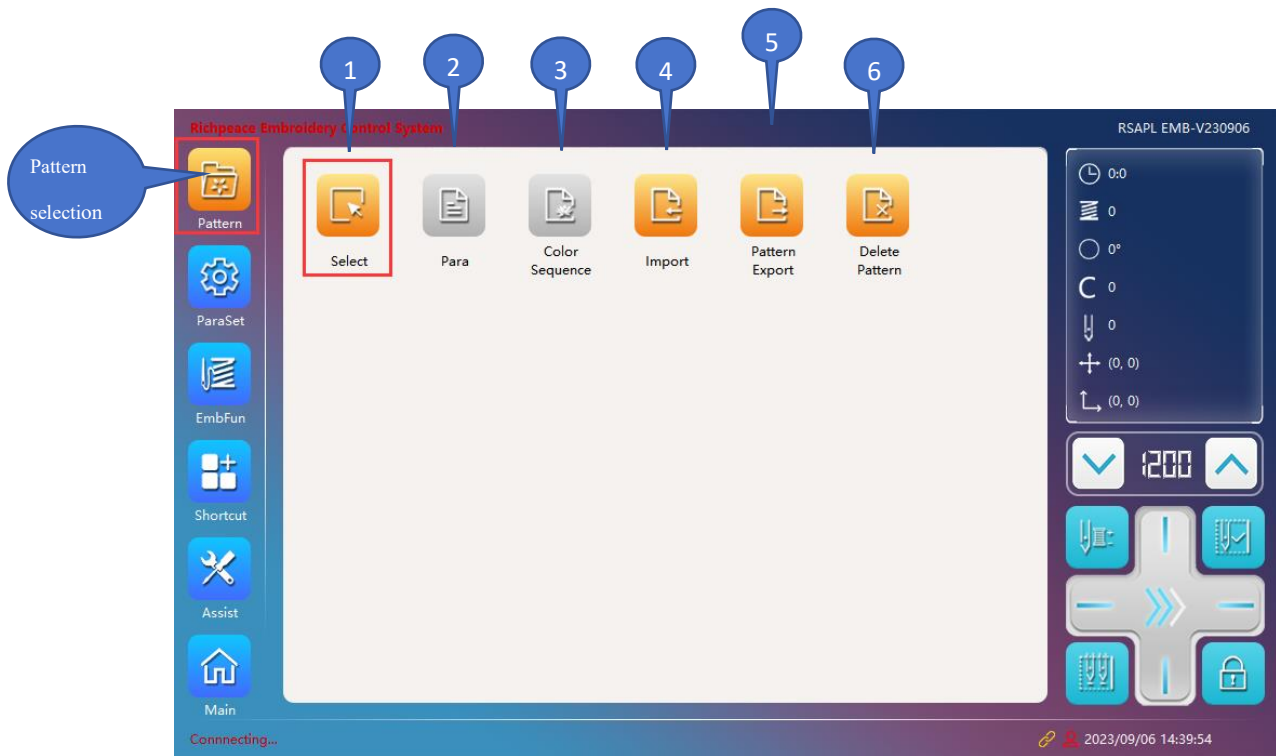 1
2
3
4
5
6
Pattern
selection
Richpeace Embroidery Control System
RSAPL EMB-V230906
Pattern
ParaSet
EmbFun
Shortcut
Assist
Main
Select
Para
Color
Sequence
Import
Pattern
Export
Delete
Pattern
0:0
0
0°
C 0
0
(0, 0)
(0, 0)
1200
Connnecting...
2023/09/06 14:39:54